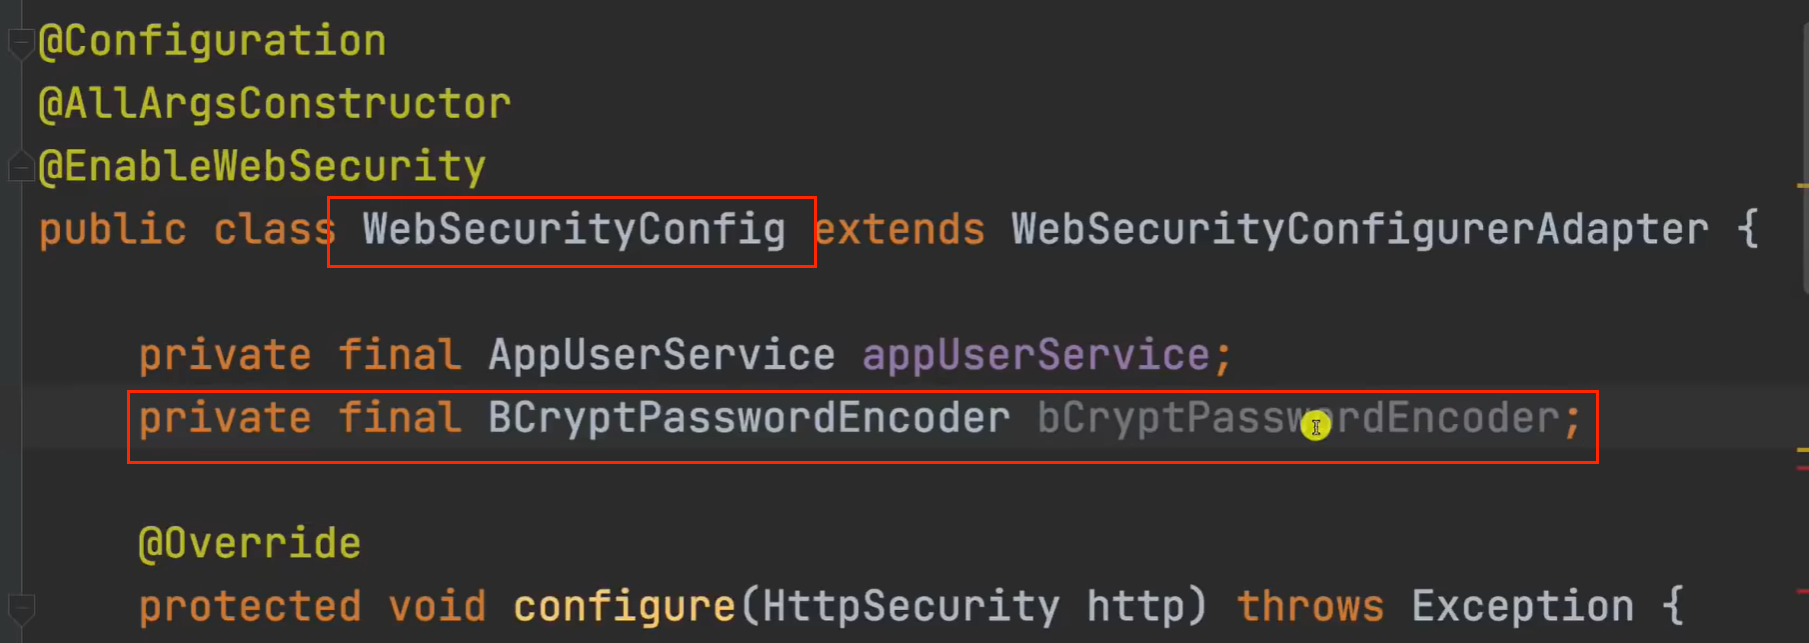 @Configuration
@AllArgsConstructor
@EnableWebSecurity
public class WebSecurityConfig extends WebSecurityConfigurerAdapter {
private final AppUserService appUserService;
private final BCryptPasswordEncoder bCryptPasswordEncoder;
@Override
protected void configure(HttpSecurity http) throws Exception {